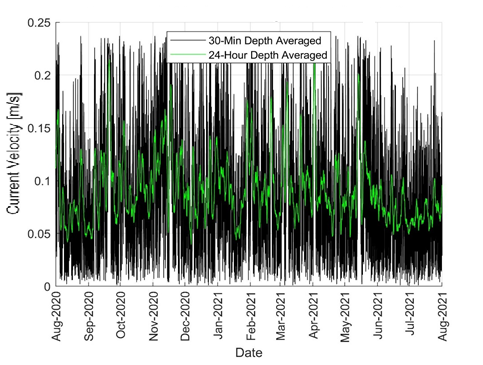 0.25
30-Min Depth Averaged
24-Hour Depth Averaged
0.2
0.15
0.1
0.05
0
Current Velocity [m/s]
Aug-2020
Sep-2020
Oct-2020
Nov-2020
Dec-2020
Jan-2021
Feb-2021
Mar-2021
Apr-2021
May-2021
Jun-2021
Jul-2021
Aug-2021
Date